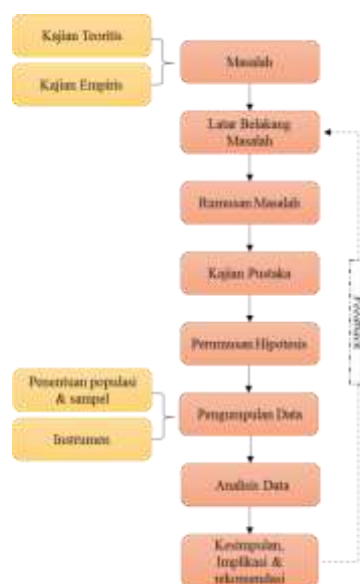 Kajian Teoritis
Kajian Empiris
Masalah
Latar Belakang
Masalah
Rumusan Masalah
Kajian Pustaka
Perumusan Hipotesis
Penentuan populasi
& sampel
Instrumen
Pengumpulan Data
Analisis Data
Kesimpulan,
Implikasi &
rekomendasi